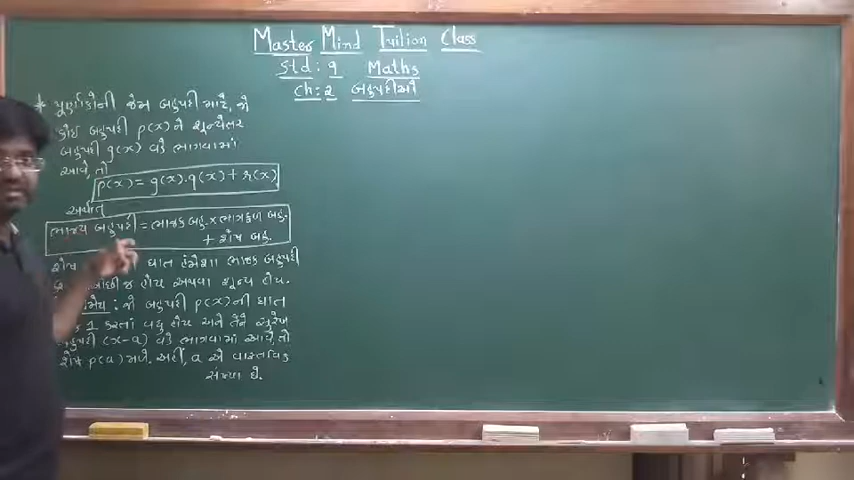 Master Mind Tuition Class
Std : 9 Maths
Ch : 2 બહુપદીઓ
* પૂર્ણાંકોની જેમ બહુપદી માટે, જો
કોઇ બહુપદી p(x) ને શૂન્યેતર
બહુપદી g(x) વડે ભાગવામાં
આવે, તો
p(x) = g(x).q(x) + r(x)
અર્થાત્
ભાજ્ય બહુપદી = ભાજક બહુ. × ભાગફળ બહુ.
+ શેષ બહુ.
શેષ ઘાત હંમેશા ભાજક બહુપદી
ઓછી જ હોય અથવા શૂન્ય હોય.
: જો બહુપદી p(x) ની ઘાત
1 કરતાં વધુ હોય અને તેને સુરેખ
બહુપદી (x-a) વડે ભાગવામાં આવે, તો
શેષ p(a) મળે. અહીં, a એ વાસ્તવિક
સંખ્યા છે.